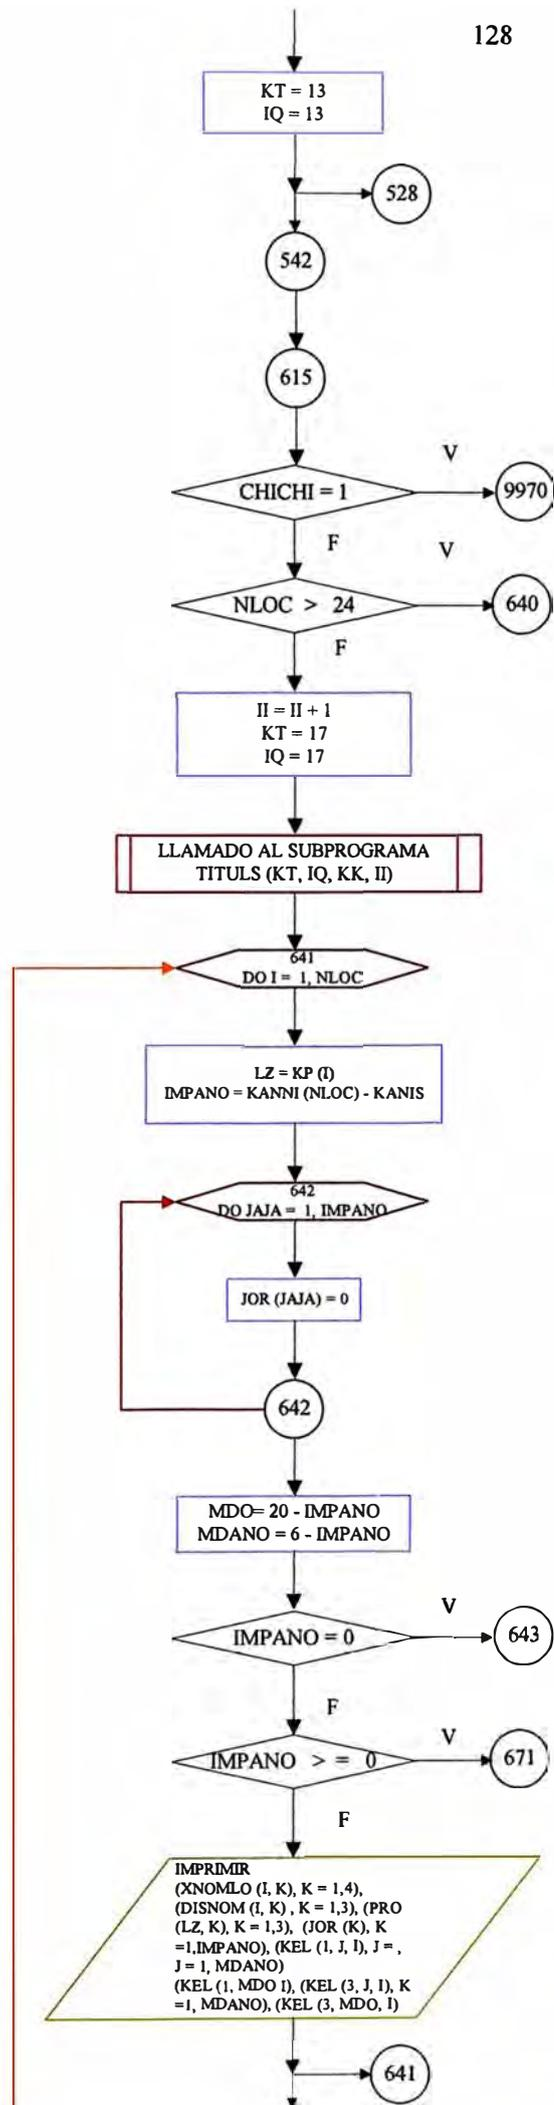 128
KT = 13
IQ = 13
528
542
615
V
CHICHI = 1
9970
F
V
NLOC > 24
640
F
II = II + 1
KT = 17
IQ = 17
LLAMADO AL SUBPROGRAMA
TITULS (KT, IQ, KK, II)
641
DO I = 1, NLOC
LZ = KP (I)
IMPANO = KANNI (NLOC) - KANIS
642
DO JAJA = 1, IMPANO
JOR (JAJA) = 0
642
MDO= 20 - IMPANO
MDANO = 6 - IMPANO
V
IMPANO = 0
643
F
V
IMPANO > = 0
671
F
IMPRIMIR
(XNOMLO (I, K), K = 1,4),
(DISNOM (I, K) , K = 1,3), (PRO
(LZ, K), K = 1,3), (JOR (K), K
=1,IMPANO), (KEL (1, J, I), J = ,
J = 1, MDANO)
(KEL (1, MDO I), (KEL (3, J, I), K
=1, MDANO), (KEL (3, MDO, I)
641